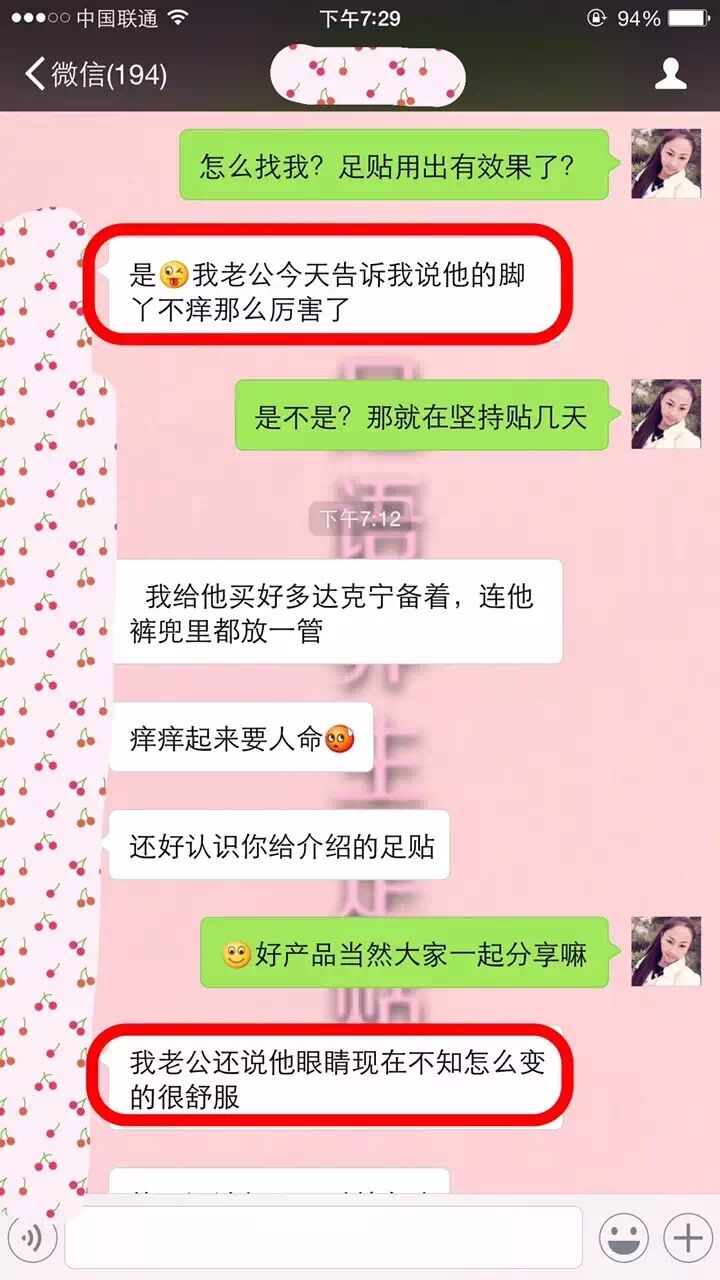 中国联通 下午7:29 94%
微信(194)
怎么找我？足贴用出有效果了？
是😜我老公今天告诉我说他的脚
丫不痒那么厉害了
是不是？那就在坚持贴几天
下午7:12
我给他买好多达克宁备着，连他
裤兜里都放一管
痒痒起来要人命🥵
还好认识你给介绍的足贴
🙂好产品当然大家一起分享嘛
我老公还说他眼睛现在不知怎么变
的很舒服